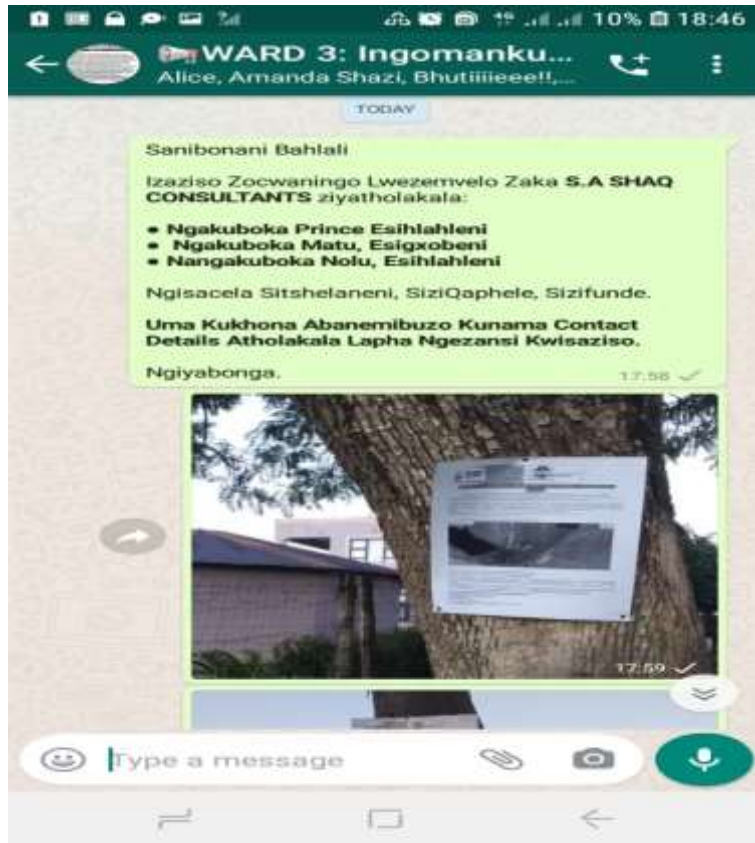 10% 18:46
WARD 3: Ingomanku...
Alice, Amanda Shazi, Bhutiiiieee!!,...
TODAY
Sanibonani Bahlali
Izaziso Zocwaningo Lwezemvelo Zaka S.A SHAQ
CONSULTANTS ziyatholakala:
• Ngakuboka Prince Esihlahleni
• Ngakuboka Matu, Esigxobeni
• Nangakuboka Nolu, Esihlahleni
Ngisacela Sitshelaneni, SiziQaphele, Sizifunde.
Uma Kukhona Abanemibuzo Kunama Contact
Details Atholakala Lapha Ngezansi Kwisaziso.
Ngiyabonga.
17:58
17:59
Type a message